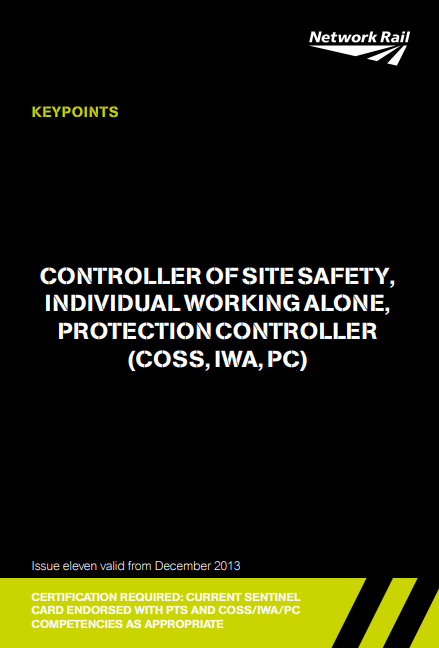 Network Rail
KEYPOINTS
CONTROLLER OF SITE SAFETY,
INDIVIDUAL WORKING ALONE,
PROTECTION CONTROLLER
(COSS, IWA, PC)
Issue eleven valid from December 2013
CERTIFICATION REQUIRED: CURRENT SENTINEL
CARD ENDORSED WITH PTS AND COSS/IWA/PC
COMPETENCIES AS APPROPRIATE